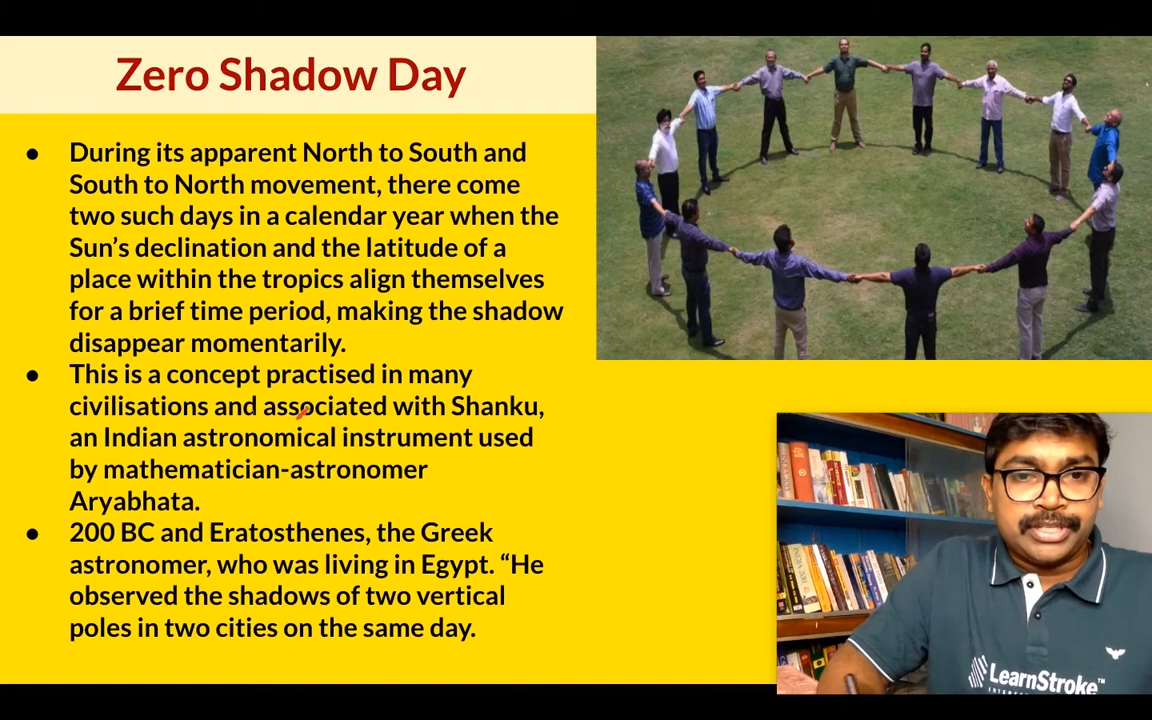 Zero Shadow Day
● During its apparent North to South and
South to North movement, there come
two such days in a calendar year when the
Sun’s declination and the latitude of a
place within the tropics align themselves
for a brief time period, making the shadow
disappear momentarily.
● This is a concept practised in many
civilisations and associated with Shanku,
an Indian astronomical instrument used
by mathematician-astronomer
Aryabhata.
● 200 BC and Eratosthenes, the Greek
astronomer, who was living in Egypt. “He
observed the shadows of two vertical
poles in two cities on the same day.
LearnStroke™